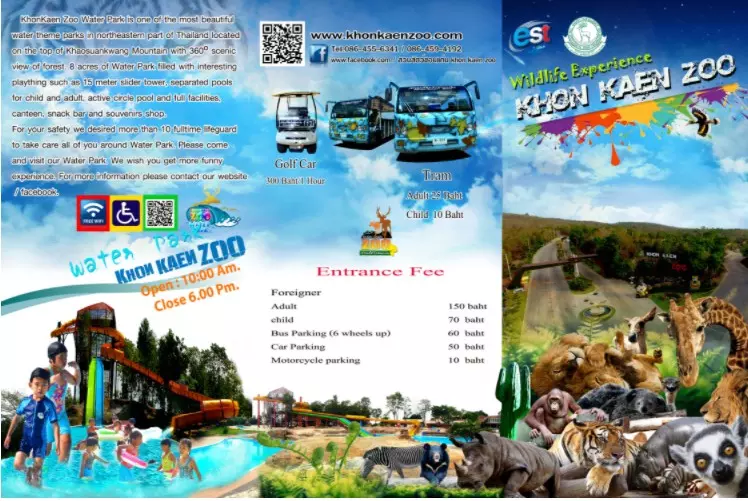 KhonKaen Zoo Water Park is one of the most beautiful
water theme parks in northeastern part of Thailand located
on the top of Khaosuankwang Mountain with 360° scenic
view of forest. 8 acres of Water Park filled with interesting
plaything such as 15 meter slider tower, separated pools
for child and adult, active circle pool and full facilities,
canteen, snack bar and souvenirs shop.
For your safety we desired more than 10 fulltime lifeguard
to take care all of you around Water Park. Please come
and visit our Water Park. We wish you get more funny
experience. For more information please contact our website
/ facebook.
Water Park
KHON KAEN ZOO
Open : 10:00 Am.
Close 6.00 Pm.
www.khonkaenzoo.com
Tel:086-455-6341 / 086-450-4192
www.facebook.com / สวนสัตว์ขอนแก่น khon kaen zoo
Golf Car
300 Baht/1 Hour
Tram
Adult 25 Baht
Child 10 Baht
Entrance Fee
Foreigner
Adult 150 baht
child 70 baht
Bus Parking (6 wheels up) 60 baht
Car Parking 50 baht
Motorcycle parking 10 baht
est
Wildlife Experience
KHON KAEN ZOO
KHON KAEN